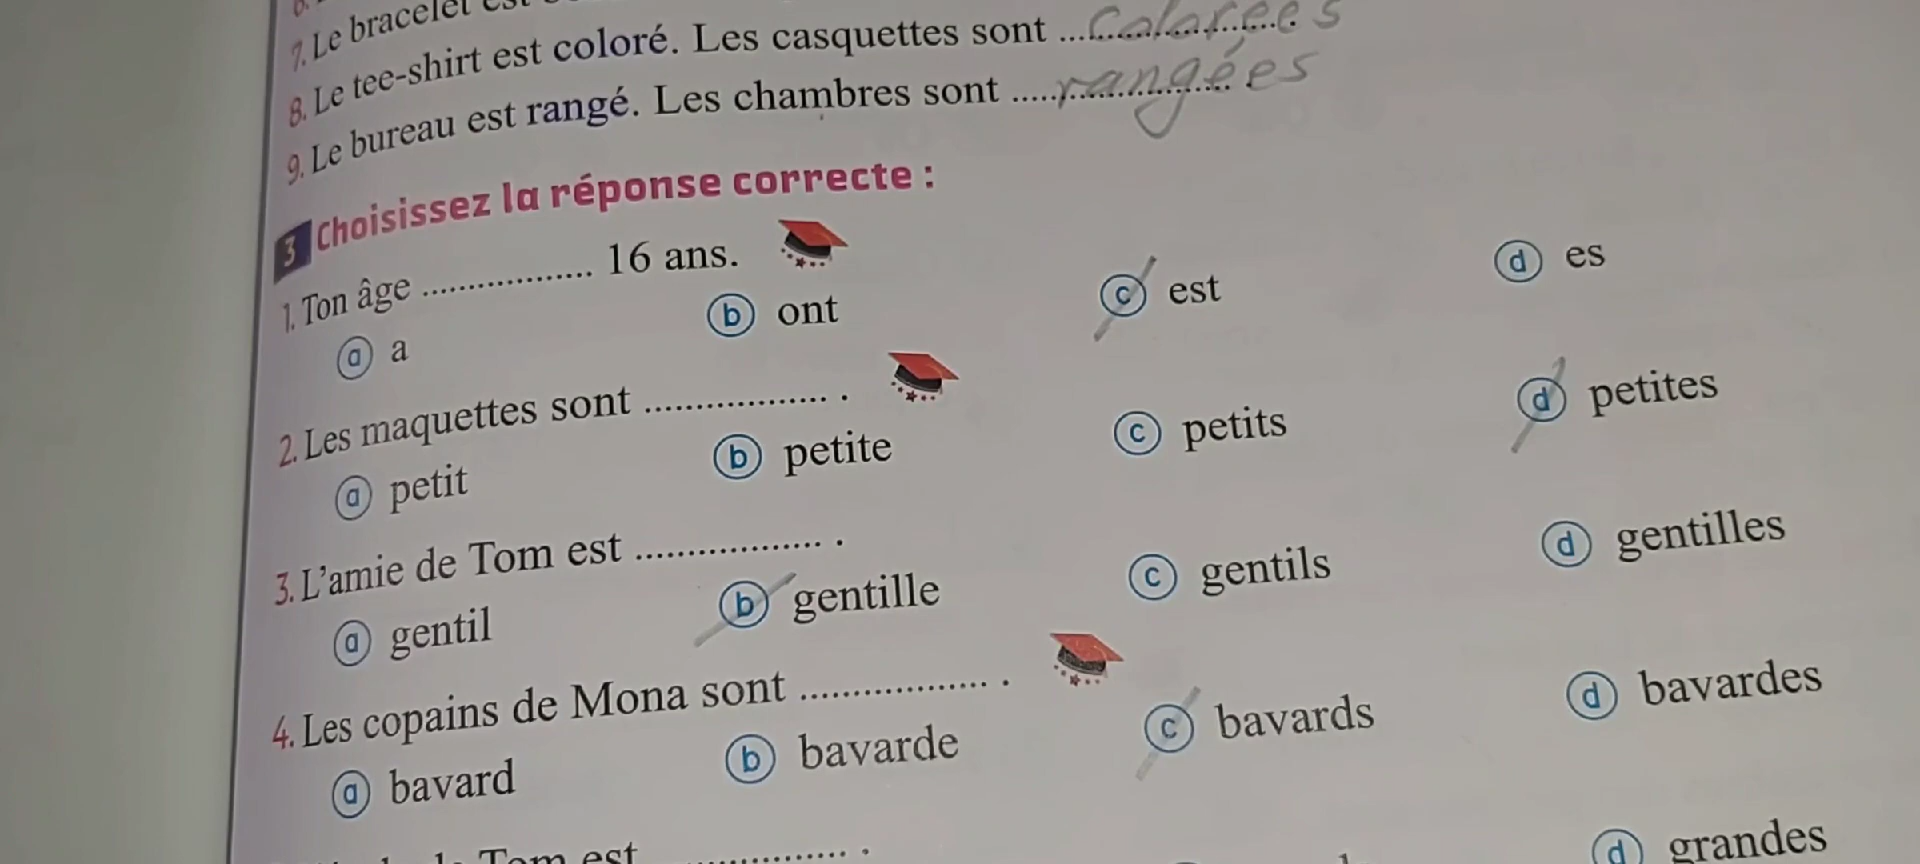 7. Le bracelet
8. Le tee-shirt est coloré. Les casquettes sont ........ colorées
9. Le bureau est rangé. Les chambres sont ........ rangées
3 Choisissez la réponse correcte :
1. Ton âge ........ 16 ans.
a a b ont c est d es
2. Les maquettes sont ........ .
a petit b petite c petits d petites
3. L'amie de Tom est ........ .
a gentil b gentille c gentils d gentilles
4. Les copains de Mona sont ........ .
a bavard b bavarde c bavards d bavardes
Tom est ........ .
d grandes